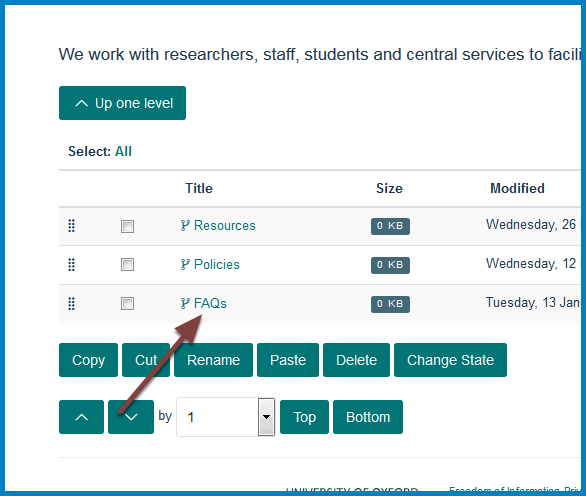 We work with researchers, staff, students and central services to facili
Up one level
Select: All
Title Size Modified
Resources 0 KB Wednesday, 26
Policies 0 KB Wednesday, 12
FAQs 0 KB Tuesday, 13 Jan
Copy Cut Rename Paste Delete Change State
by 1 Top Bottom
UNIVERSITY OF OXFORD Freedom of Information Priv